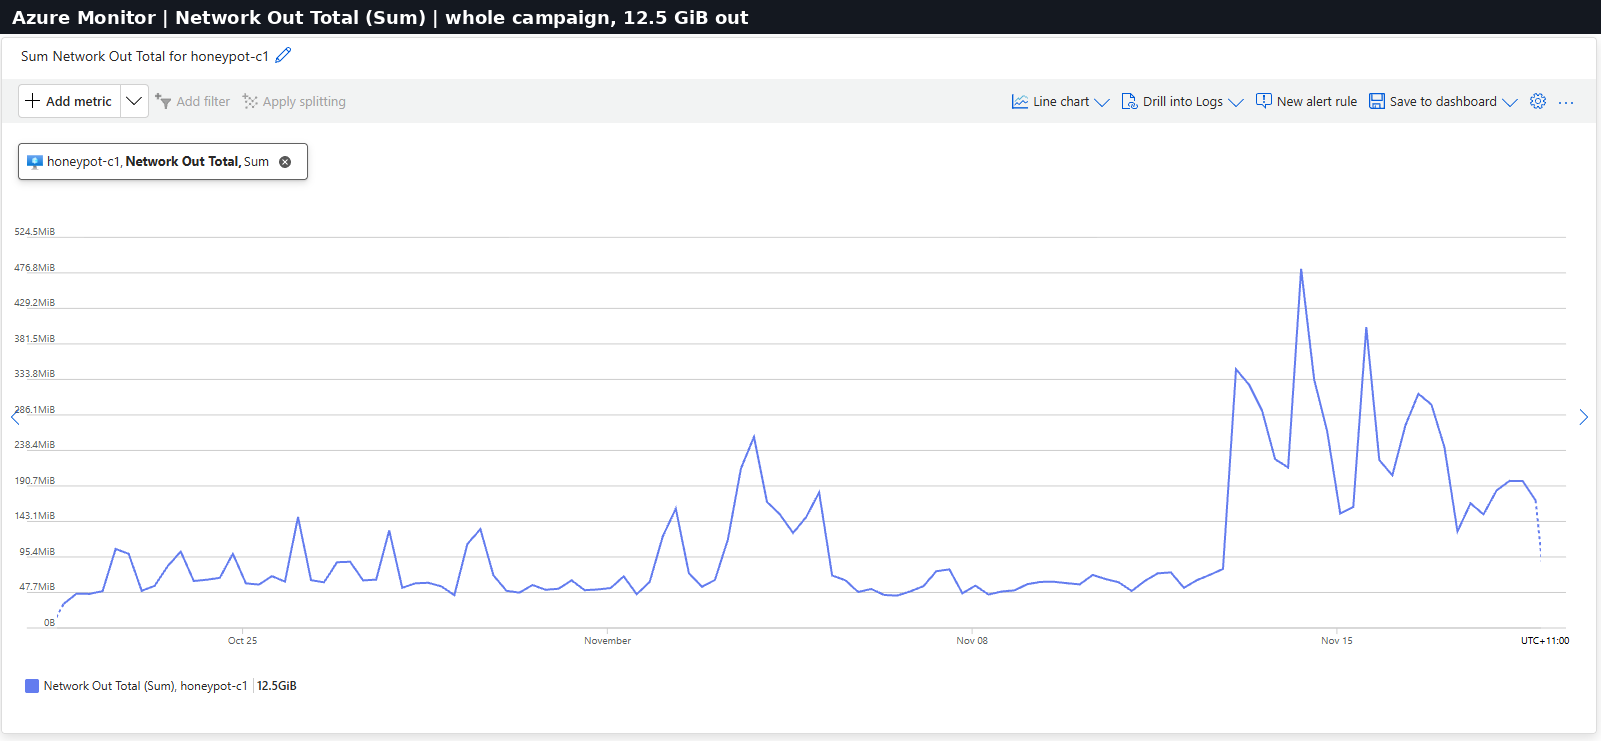 Azure Monitor | Network Out Total (Sum) | whole campaign, 12.5 GiB out
Sum Network Out Total for honeypot-c1
Add metric
Add filter
Apply splitting
Line chart
Drill into Logs
New alert rule
Save to dashboard
honeypot-c1, Network Out Total, Sum
524.5MiB
476.8MiB
429.2MiB
381.5MiB
333.8MiB
286.1MiB
238.4MiB
190.7MiB
143.1MiB
95.4MiB
47.7MiB
0B
Oct 25
November
Nov 08
Nov 15
UTC+11:00
Network Out Total (Sum), honeypot-c1 | 12.5GiB